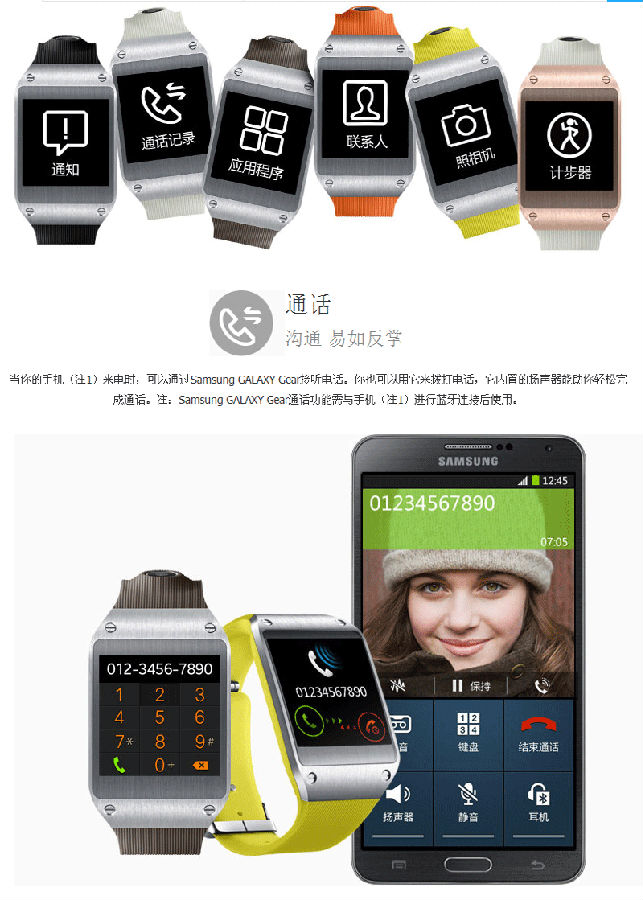 通知
通话记录
应用程序
联系人
照相机
计步器
通话
沟通 易如反掌
当你的手机（注1）来电时，可以通过Samsung GALAXY Gear接听电话。你也可以用它来拨打电话，它内置的扬声器能助你轻松完
成通话。注：Samsung GALAXY Gear通话功能需与手机（注1）进行蓝牙连接后使用。
SAMSUNG
12:45
01234567890
07:05
保持
音
键盘
结束通话
扬声器
静音
耳机
012-3456-7890
1 2 3
4 5 6
7* 8 9#
0+
01234567890